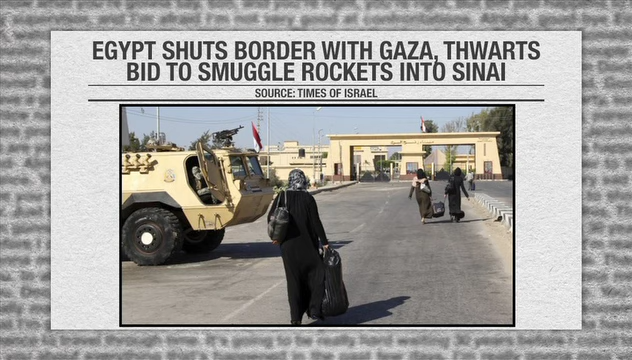 EGYPT SHUTS BORDER WITH GAZA, THWARTS
BID TO SMUGGLE ROCKETS INTO SINAI
SOURCE: TIMES OF ISRAEL